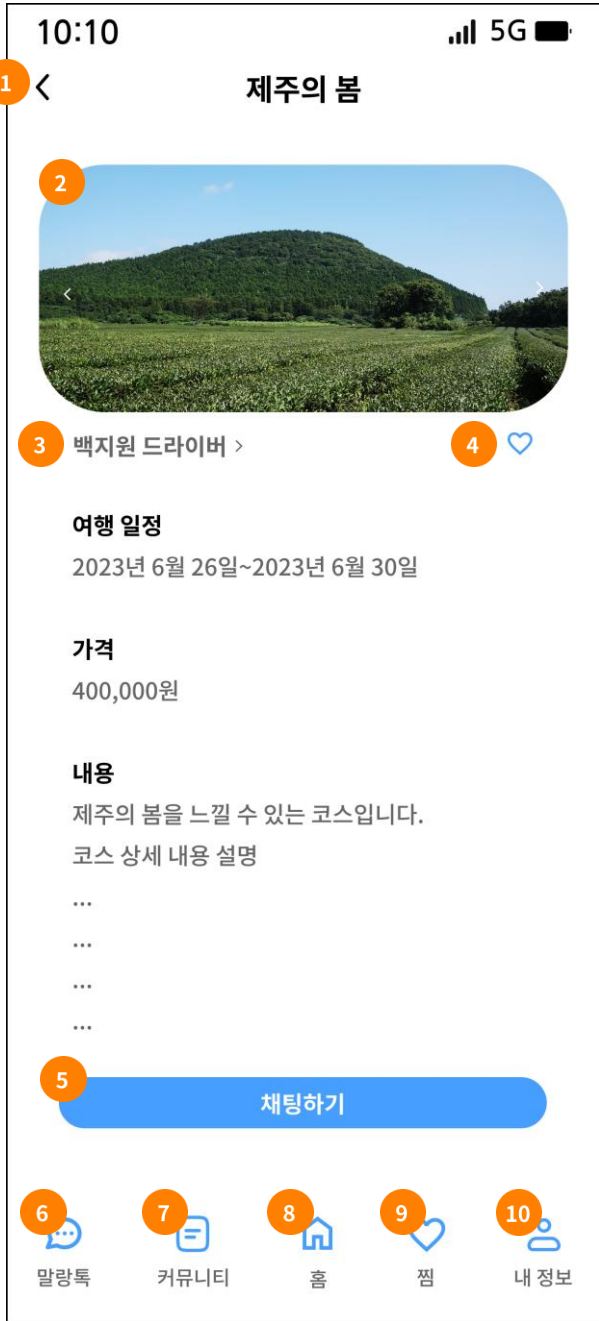 10:10 5G
1 제주의 봄
2
3 백지원 드라이버 > 4
여행 일정
2023년 6월 26일~2023년 6월 30일
가격
400,000원
내용
제주의 봄을 느낄 수 있는 코스입니다.
코스 상세 내용 설명
...
...
...
...
5 채팅하기
6 7 8 9 10
말랑톡 커뮤니티 홈 찜 내 정보